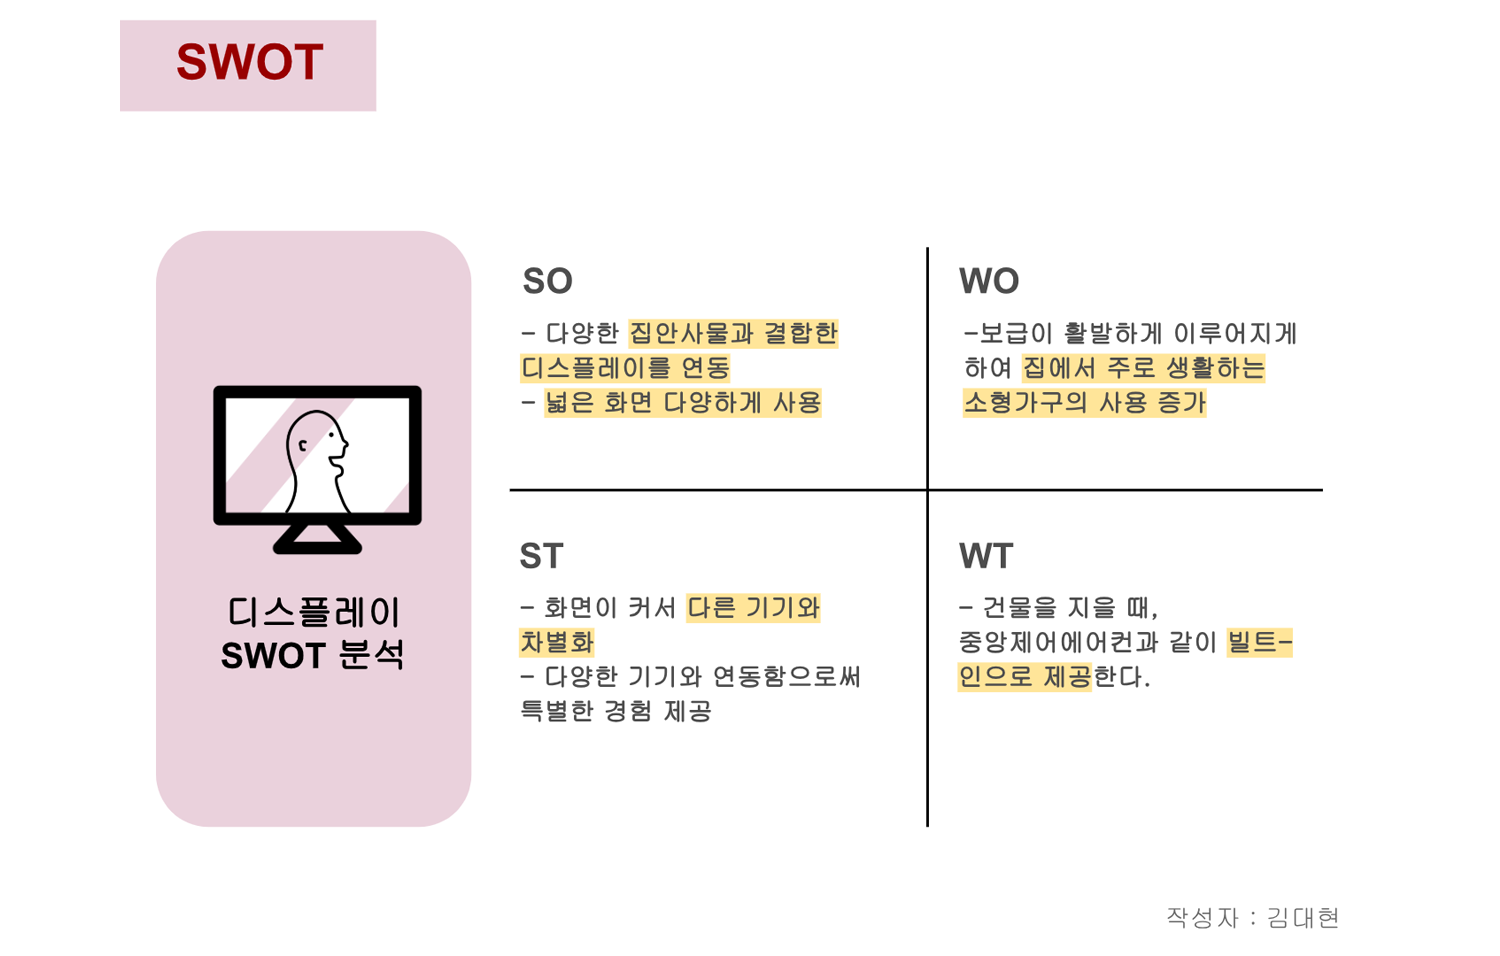 SWOT
디스플레이
SWOT 분석
SO
- 다양한 집안사물과 결합한
디스플레이를 연동
- 넓은 화면 다양하게 사용
WO
-보급이 활발하게 이루어지게
하여 집에서 주로 생활하는
소형가구의 사용 증가
ST
- 화면이 커서 다른 기기와
차별화
- 다양한 기기와 연동함으로써
특별한 경험 제공
WT
- 건물을 지을 때,
중앙제어에어컨과 같이 빌트-
인으로 제공한다.
작성자 : 김대현